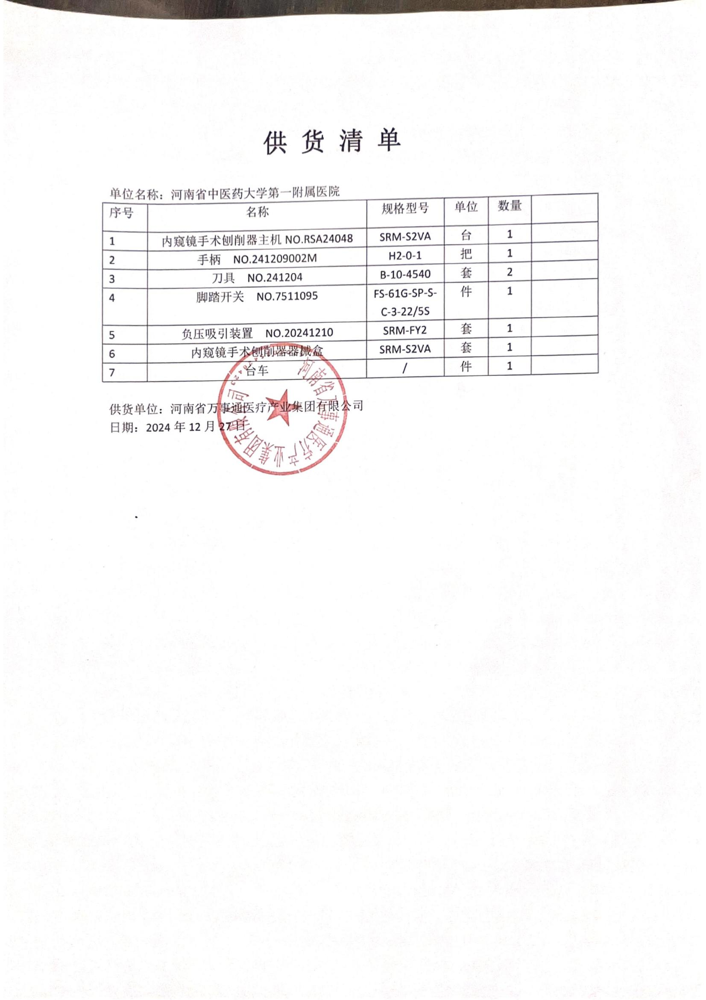 供货清单
单位名称：河南省中医药大学第一附属医院
序号 名称 规格型号 单位 数量
1 内窥镜手术刨削器主机 NO.RSA24048 SRM-S2VA 台 1
2 手柄 NO.241209002M H2-0-1 把 1
3 刀具 NO.241204 B-10-4540 套 2
4 脚踏开关 NO.7511095 FS-61G-SP-S- 件 1
C-3-22/5S
5 负压吸引装置 NO.20241210 SRM-FY2 套 1
6 内窥镜手术刨削器器械盒 SRM-S2VA 套 1
7 台车 / 件 1
供货单位：河南省万事通医疗产业集团有限公司
日期：2024 年 12 月 27 日
河南省万事通医疗产业集团有限公司